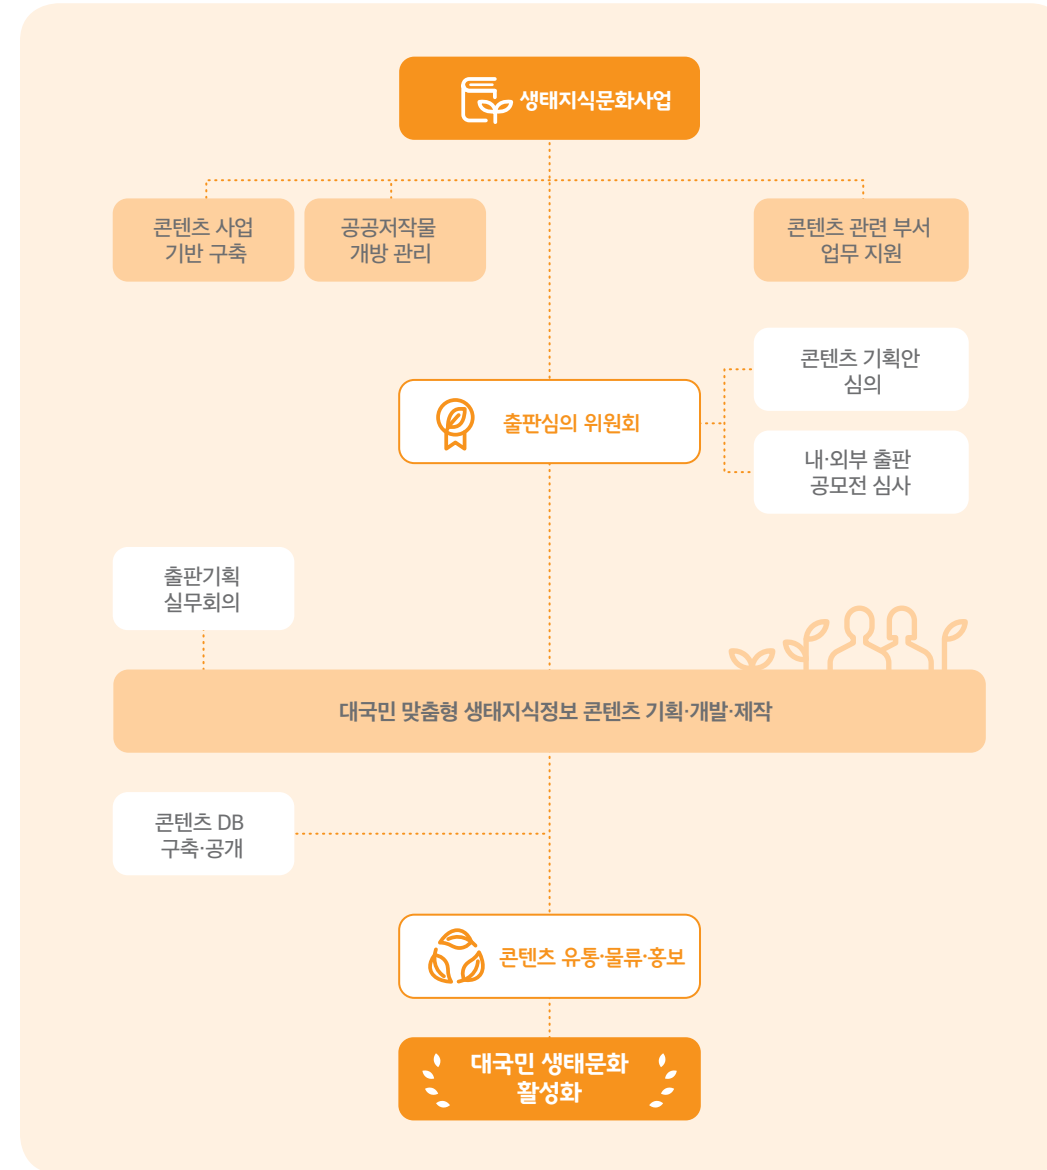 생태지식문화사업
콘텐츠 사업
기반 구축
공공저작물
개방 관리
콘텐츠 관련 부서
업무 지원
콘텐츠 기획안
심의
출판심의 위원회
내·외부 출판
공모전 심사
출판기획
실무회의
대국민 맞춤형 생태지식정보 콘텐츠 기획·개발·제작
콘텐츠 DB
구축·공개
콘텐츠 유통·물류·홍보
대국민 생태문화
활성화